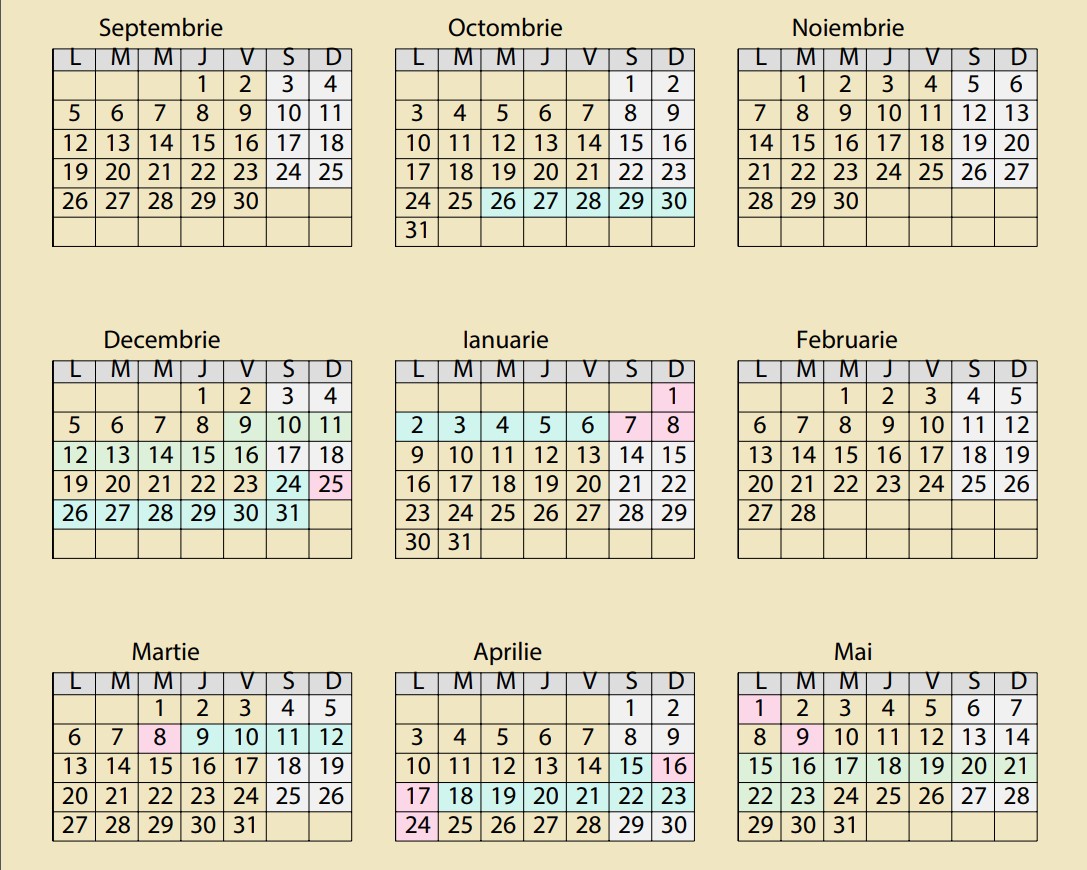 Septembrie
L M M J V S D
1 2 3 4
5 6 7 8 9 10 11
12 13 14 15 16 17 18
19 20 21 22 23 24 25
26 27 28 29 30
Octombrie
L M M J V S D
1 2
3 4 5 6 7 8 9
10 11 12 13 14 15 16
17 18 19 20 21 22 23
24 25 26 27 28 29 30
31
Noiembrie
L M M J V S D
1 2 3 4 5 6
7 8 9 10 11 12 13
14 15 16 17 18 19 20
21 22 23 24 25 26 27
28 29 30
Decembrie
L M M J V S D
1 2 3 4
5 6 7 8 9 10 11
12 13 14 15 16 17 18
19 20 21 22 23 24 25
26 27 28 29 30 31
Ianuarie
L M M J V S D
1
2 3 4 5 6 7 8
9 10 11 12 13 14 15
16 17 18 19 20 21 22
23 24 25 26 27 28 29
30 31
Februarie
L M M J V S D
1 2 3 4 5
6 7 8 9 10 11 12
13 14 15 16 17 18 19
20 21 22 23 24 25 26
27 28
Martie
L M M J V S D
1 2 3 4 5
6 7 8 9 10 11 12
13 14 15 16 17 18 19
20 21 22 23 24 25 26
27 28 29 30 31
Aprilie
L M M J V S D
1 2
3 4 5 6 7 8 9
10 11 12 13 14 15 16
17 18 19 20 21 22 23
24 25 26 27 28 29 30
Mai
L M M J V S D
1 2 3 4 5 6 7
8 9 10 11 12 13 14
15 16 17 18 19 20 21
22 23 24 25 26 27 28
29 30 31